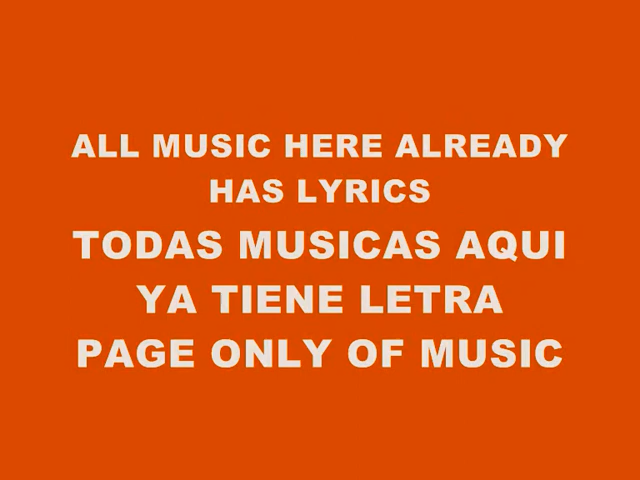 ALL MUSIC HERE ALREADY
HAS LYRICS
TODAS MUSICAS AQUI
YA TIENE LETRA
PAGE ONLY OF MUSIC